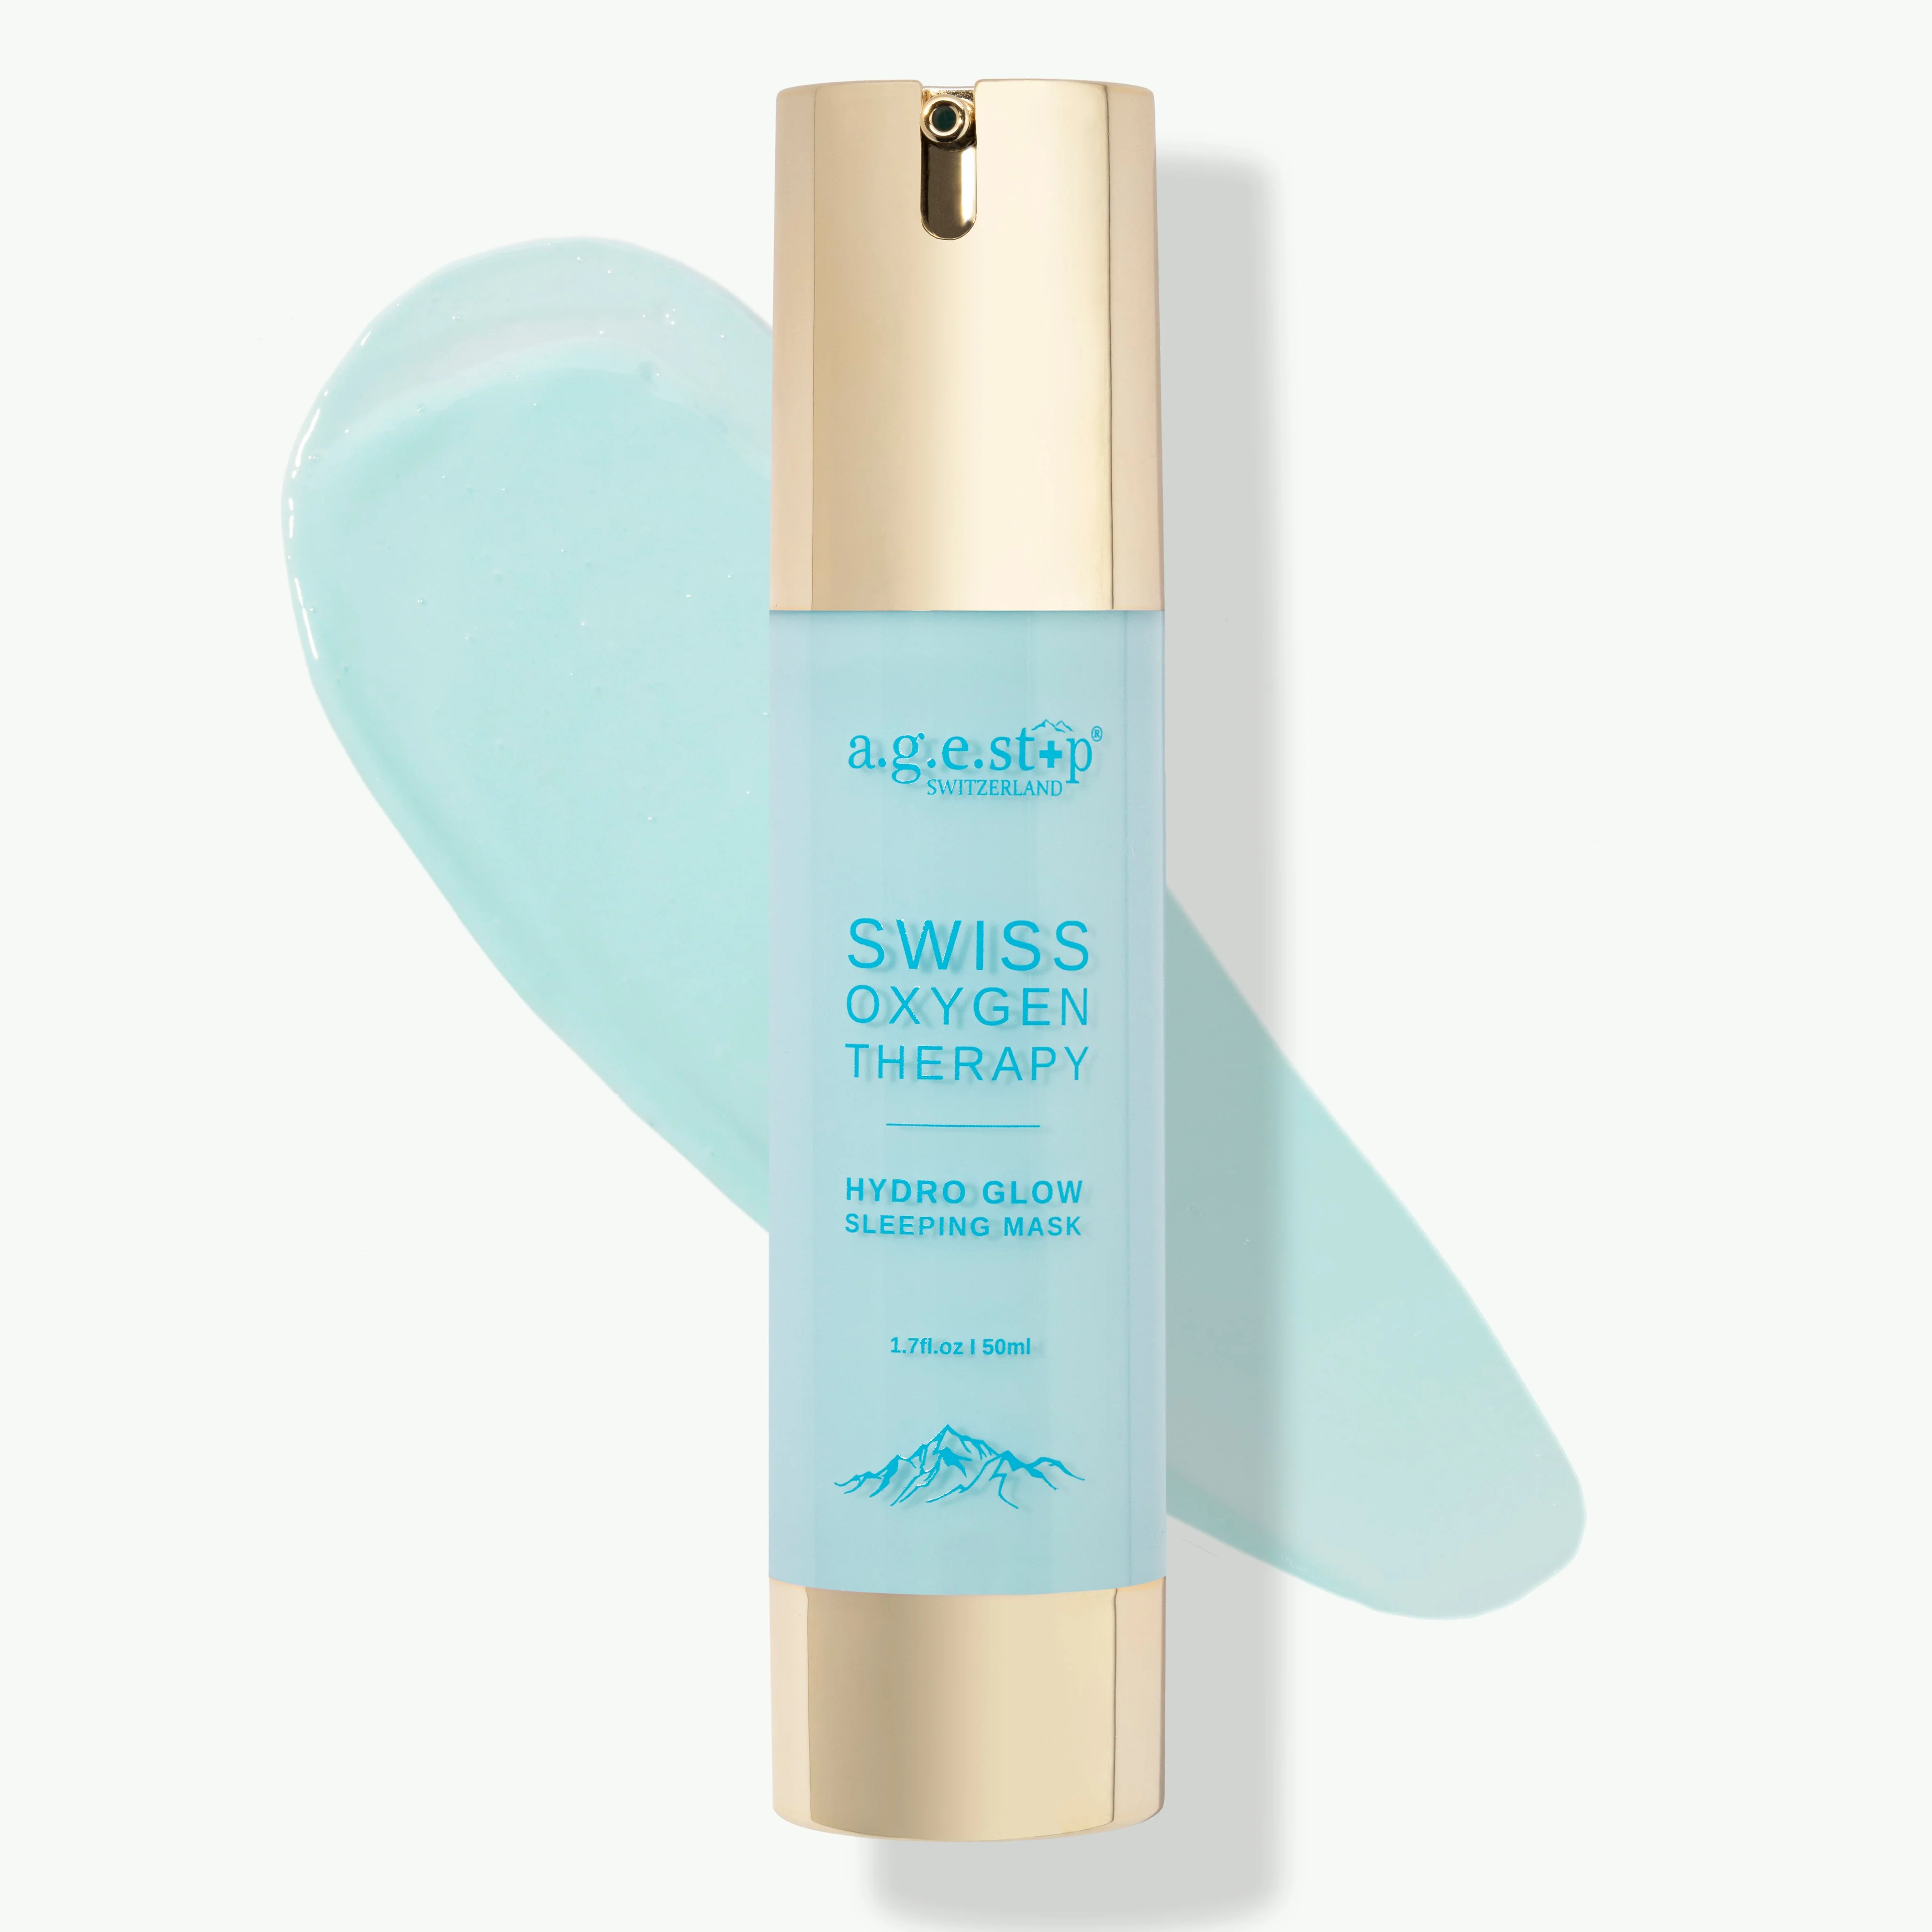 a.g.e.st+p®
SWITZERLAND
SWISS
OXYGEN
THERAPY
HYDRO GLOW
SLEEPING MASK
1.7fl.oz I 50ml